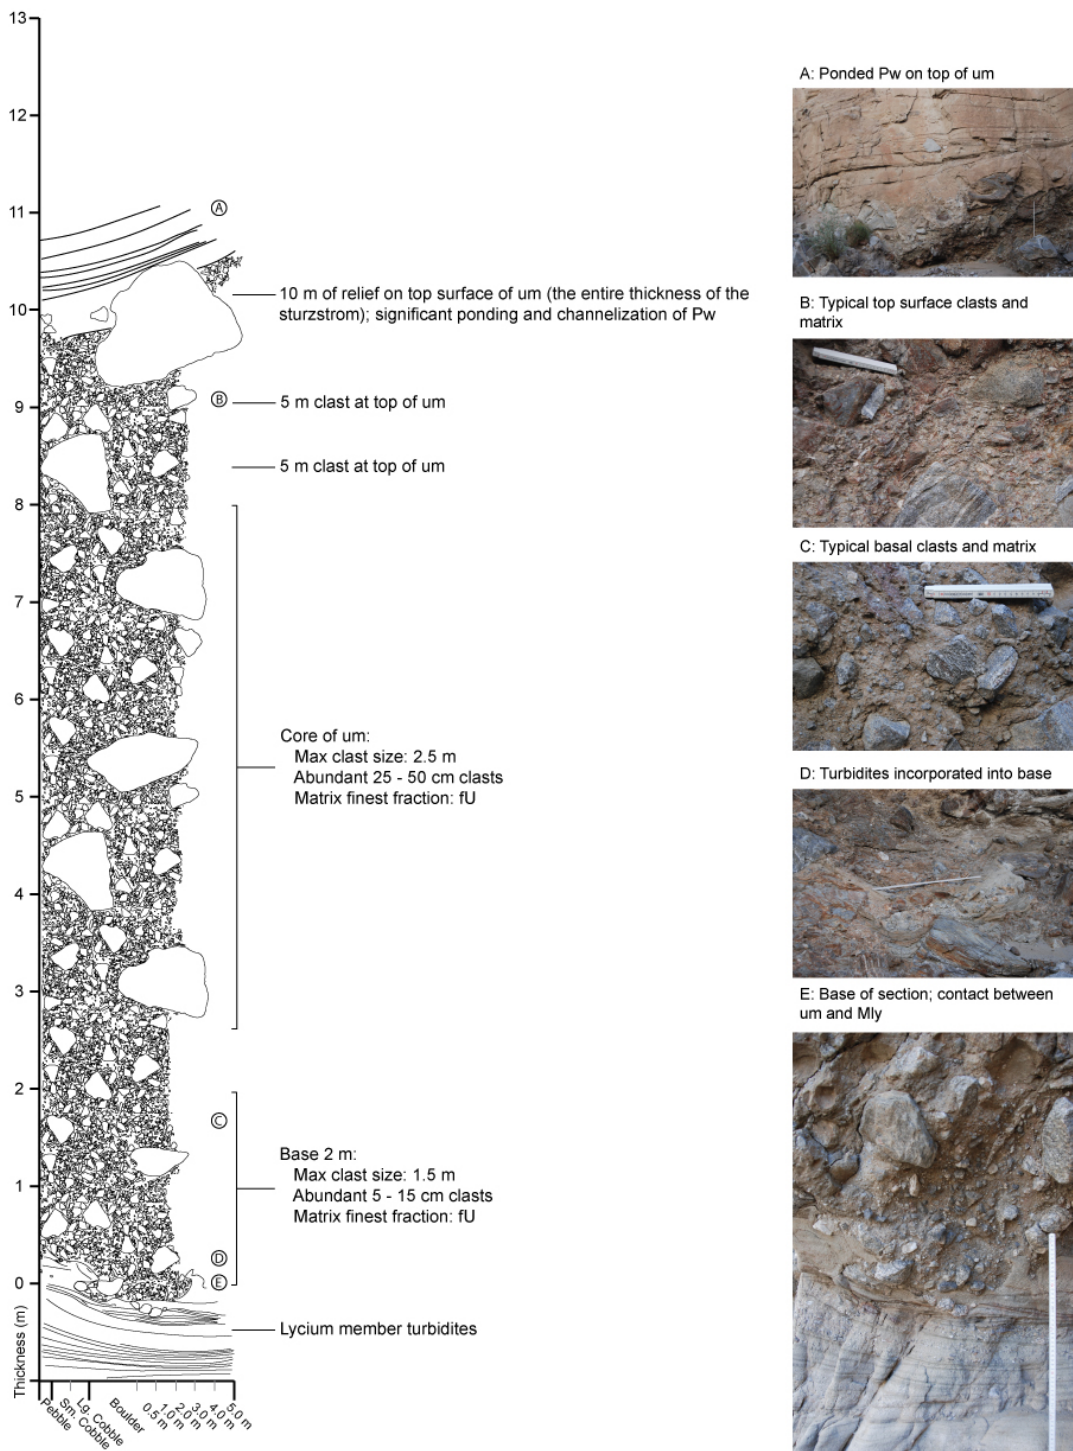 13
12
11
10
9
8
7
6
5
4
3
2
1
0
Thickness (m)
Pebble
Sm. Cobble
Lg. Cobble
Boulder
0.5 m
1.0 m
2.0 m
3.0 m
4.0 m
5.0 m
A
10 m of relief on top surface of um (the entire thickness of the
sturzstrom); significant ponding and channelization of Pw
B
5 m clast at top of um
5 m clast at top of um
Core of um:
Max clast size: 2.5 m
Abundant 25 - 50 cm clasts
Matrix finest fraction: fU
C
Base 2 m:
Max clast size: 1.5 m
Abundant 5 - 15 cm clasts
Matrix finest fraction: fU
D
E
Lycium member turbidites
A: Ponded Pw on top of um
B: Typical top surface clasts and
matrix
C: Typical basal clasts and matrix
D: Turbidites incorporated into base
E: Base of section; contact between
um and Mly